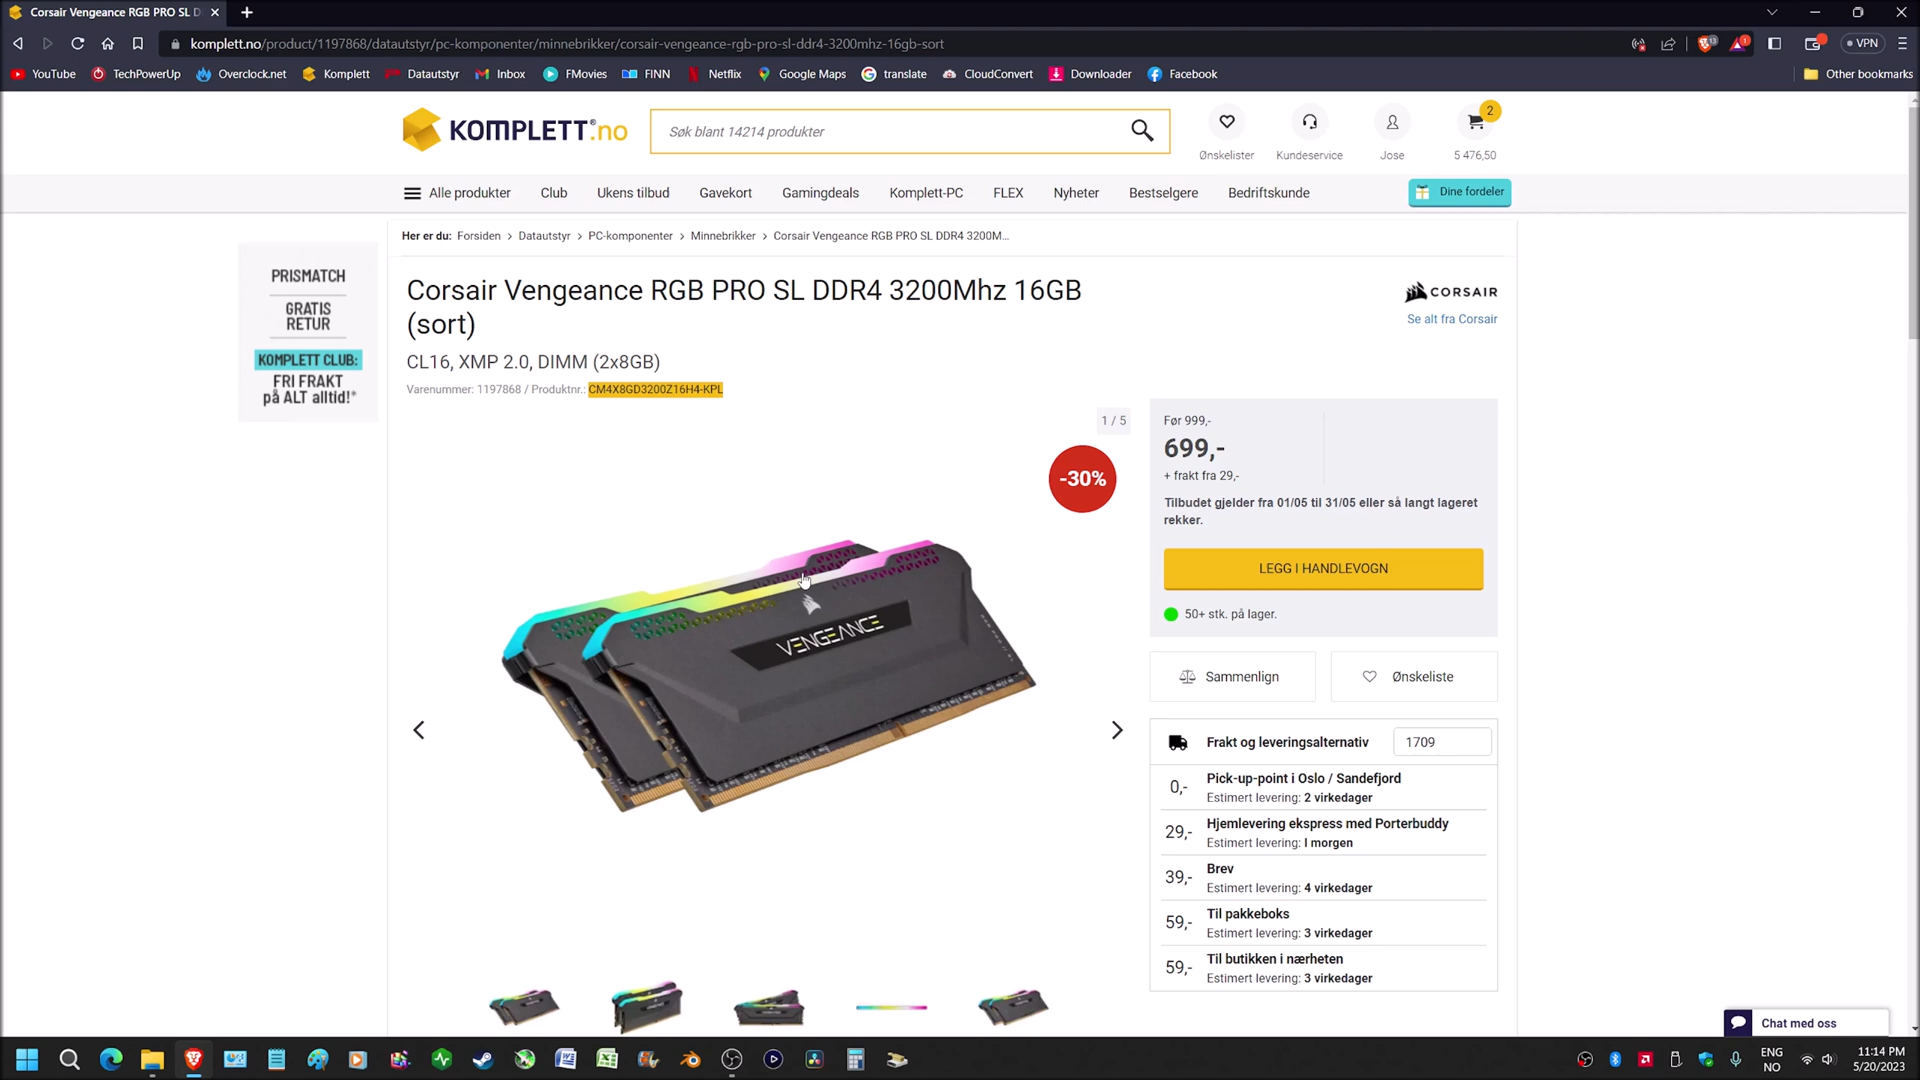 Corsair Vengeance RGB PRO SL D
komplett.no/product/1197868/datautstyr/pc-komponenter/minnebrikker/corsair-vengeance-rgb-pro-sl-ddr4-3200mhz-16gb-sort
13
1
VPN
YouTube TechPowerUp Overclock.net Komplett Datautstyr Inbox FMovies FINN Netflix Google Maps translate CloudConvert Downloader Facebook Other bookmarks
KOMPLETT®.no
Søk blant 14214 produkter
2
Ønskelister Kundeservice Jose 5 476,50
Alle produkter Club Ukens tilbud Gavekort Gamingdeals Komplett-PC FLEX Nyheter Bestselgere Bedriftskunde Dine fordeler
Her er du: Forsiden > Datautstyr > PC-komponenter > Minnebrikker > Corsair Vengeance RGB PRO SL DDR4 3200M...
PRISMATCH
GRATIS
RETUR
KOMPLETT CLUB:
FRI FRAKT
på ALT alltid!*
Corsair Vengeance RGB PRO SL DDR4 3200Mhz 16GB
(sort)
CL16, XMP 2.0, DIMM (2x8GB)
Varenummer: 1197868 / Produktnr.: CM4X8GD3200Z16H4-KPL
CORSAIR
Se alt fra Corsair
1 / 5
-30%
VENGEANCE
Før 999,-
699,-
+ frakt fra 29,-
Tilbudet gjelder fra 01/05 til 31/05 eller så langt lageret
rekker.
LEGG I HANDLEVOGN
50+ stk. på lager.
Sammenlign
Ønskeliste
Frakt og leveringsalternativ 1709
0,- Pick-up-point i Oslo / Sandefjord
Estimert levering: 2 virkedager
29,- Hjemlevering ekspress med Porterbuddy
Estimert levering: I morgen
39,- Brev
Estimert levering: 4 virkedager
59,- Til pakkeboks
Estimert levering: 3 virkedager
59,- Til butikken i nærheten
Estimert levering: 3 virkedager
Chat med oss
ENG
NO
11:14 PM
5/20/2023